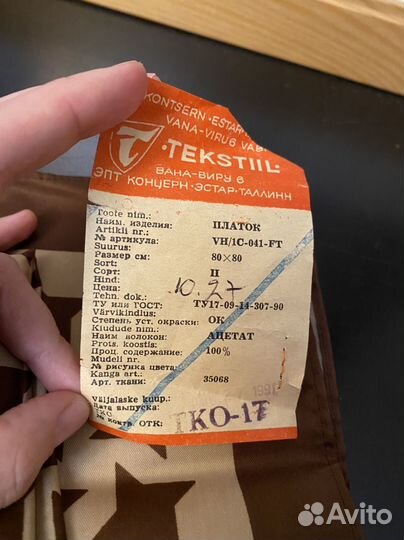 KONTSERN·ESTAR
VANA-VIRU 6
·TEKSTIIL·
ВАНА-ВИРУ 6
ЭПТ КОНЦЕРН·ЭСТАР·ТАЛЛИНН
Toote nim.:
Наим. изделия: ПЛАТОК
Artikli nr.:
№ артикула: VH/1C-041-FT
Suurus:
Размер см: 80×80
Sort:
Сорт: II
Hind:
Цена: 10.27
Tehn. dok.:
ТУ или ГОСТ: ТУ17-09-14-307-90
Värvikindlus:
Степень уст. окраски: ОК
Kiudude nim.:
Наим волокон: АЦЕТАТ
Prots. koostis:
Проц. содержание: 100%
Mudeli nr.
№ рисунка цвета:
Kanga art.:
Арт. ткани: 35068
Väljalaske kuup.:
Дата выпуска
TKO-17
№ контр. ОТК:
Avito